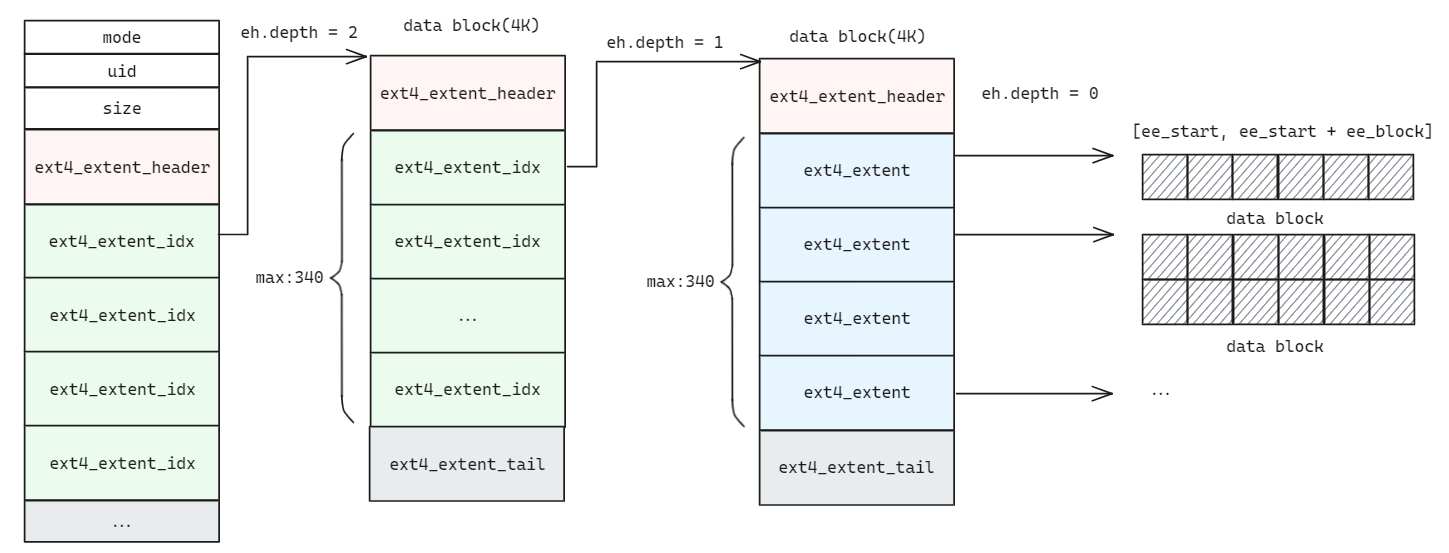 mode
uid
size
ext4_extent_header
ext4_extent_idx
ext4_extent_idx
ext4_extent_idx
ext4_extent_idx
...
eh.depth = 2
data block(4K)
ext4_extent_header
ext4_extent_idx
ext4_extent_idx
...
ext4_extent_idx
ext4_extent_tail
max:340
eh.depth = 1
data block(4K)
ext4_extent_header
ext4_extent
ext4_extent
ext4_extent
ext4_extent
ext4_extent_tail
max:340
eh.depth = 0
[ee_start, ee_start + ee_block]
data block
data block
...